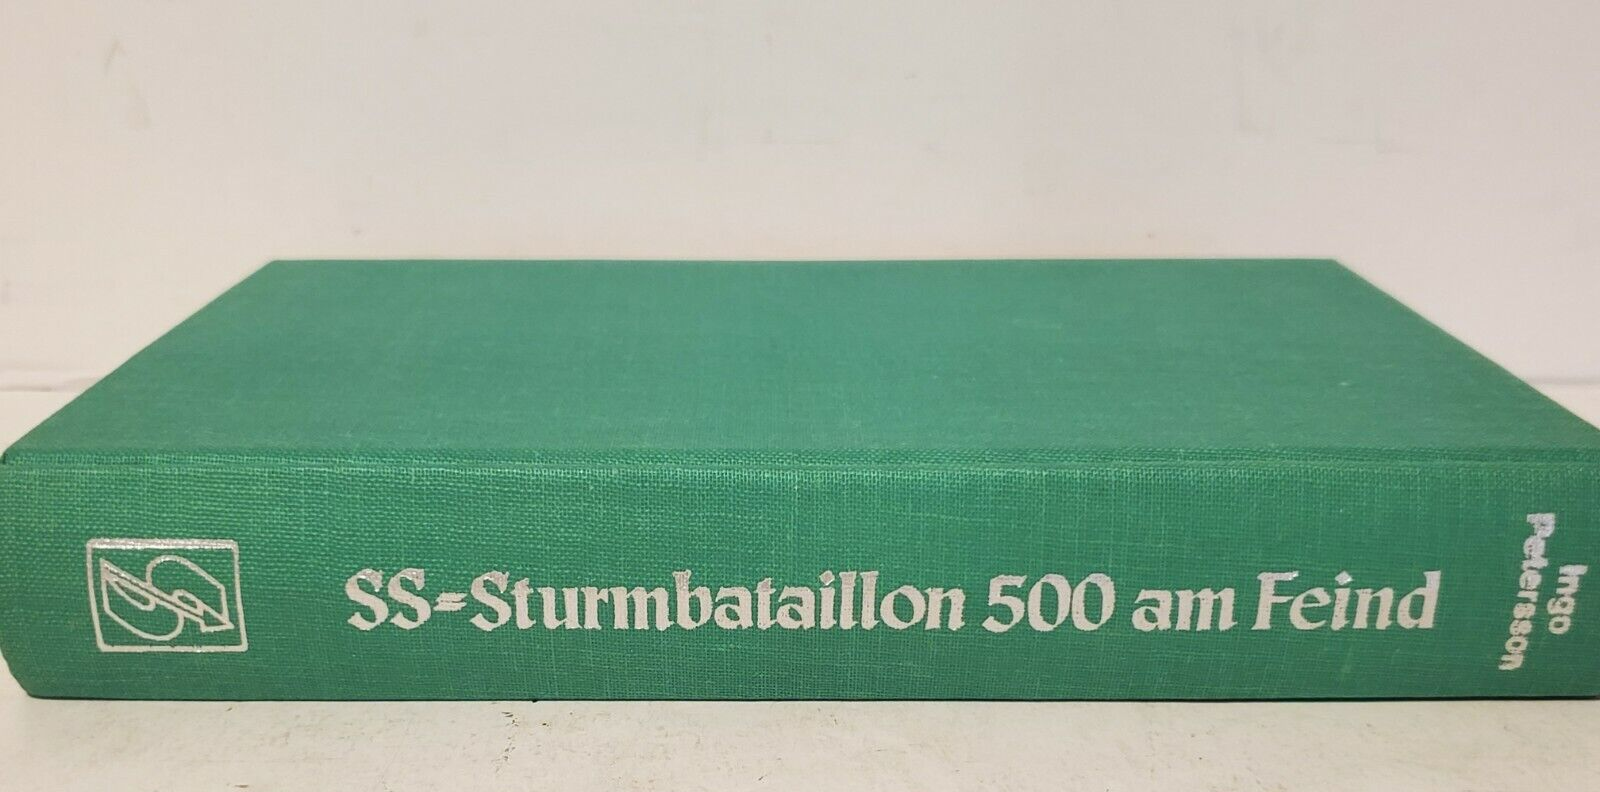 SS=Sturmbataillon 500 am Feind
Ingo
Petersson